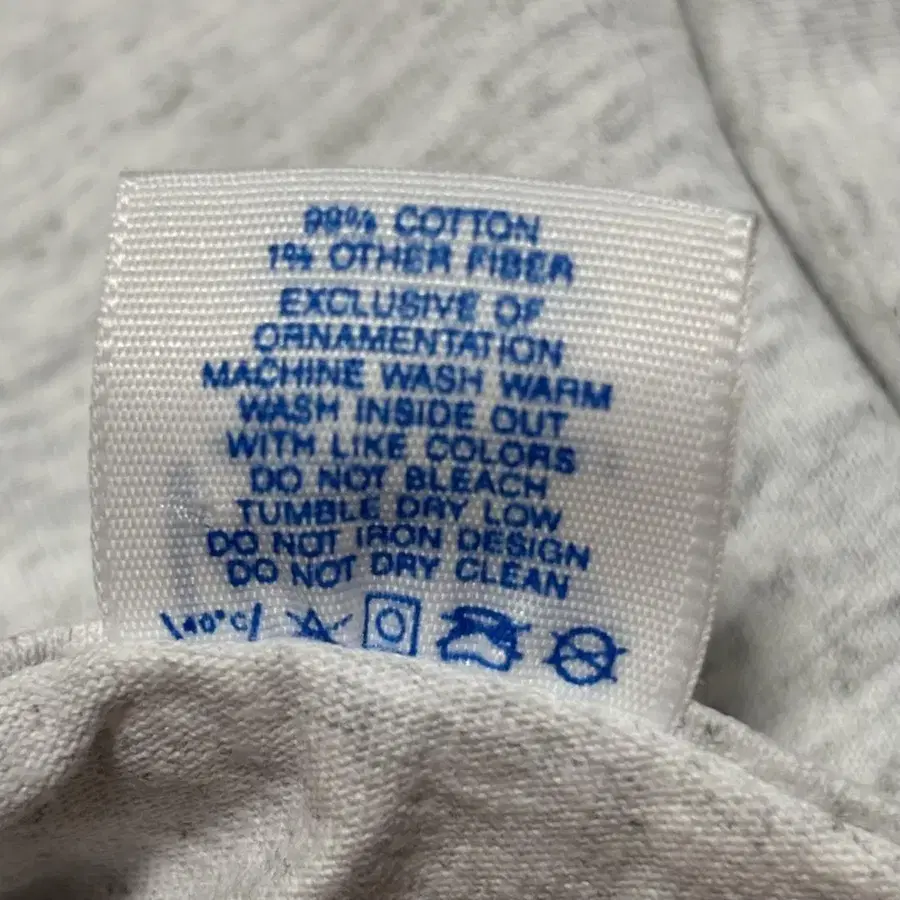 99% COTTON
1% OTHER FIBER
EXCLUSIVE OF
ORNAMENTATION
MACHINE WASH WARM
WASH INSIDE OUT
WITH LIKE COLORS
DO NOT BLEACH
TUMBLE DRY LOW
DO NOT IRON DESIGN
DO NOT DRY CLEAN
40°C